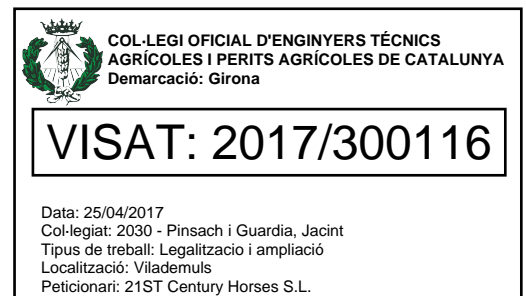 COL·LEGI OFICIAL D'ENGINYERS TÉCNICS
AGRÍCOLES I PERITS AGRÍCOLES DE CATALUNYA
Demarcació: Girona
VISAT: 2017/300116
Data: 25/04/2017
Col·legiat: 2030 - Pinsach i Guardia, Jacint
Tipus de treball: Legalitzacio i ampliació
Localització: Vilademuls
Peticionari: 21ST Century Horses S.L.